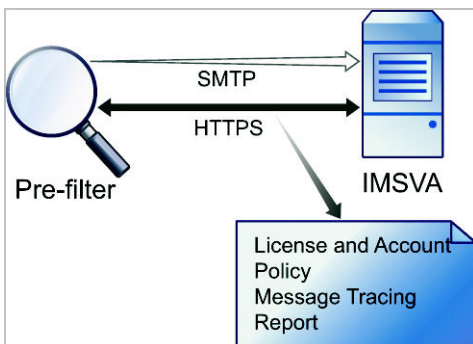 SMTP
HTTPS
Pre-filter
IMSVA
License and Account
Policy
Message Tracing
Report